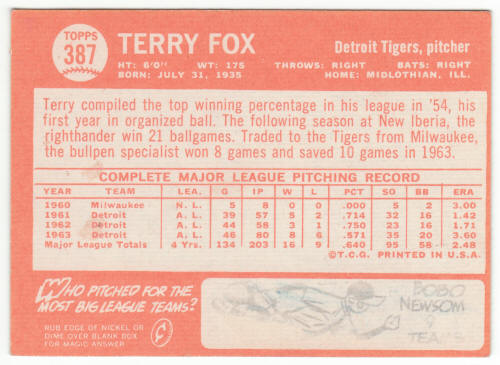 TOPPS
387
TERRY FOX
Detroit Tigers, pitcher
HT: 6'0" WT: 175 THROWS: RIGHT BATS: RIGHT
BORN: JULY 31, 1935 HOME: MIDLOTHIAN, ILL.
Terry compiled the top winning percentage in his league in '54, his
first year in organized ball. The following season at New Iberia, the
righthander win 21 ballgames. Traded to the Tigers from Milwaukee,
the bullpen specialist won 8 games and saved 10 games in 1963.
COMPLETE MAJOR LEAGUE PITCHING RECORD
YEAR TEAM LEA. G IP W L PCT SO BB ERA
1960 Milwaukee N. L. 5 8 0 0 .000 5 2 3.00
1961 Detroit A. L. 39 57 5 2 .714 32 16 1.42
1962 Detroit A. L. 44 58 3 1 .750 23 16 1.71
1963 Detroit A. L. 46 80 8 6 .571 35 20 3.60
Major League Totals 4 Yrs. 134 203 16 9 .640 95 58 2.48
©T.C.G. PRINTED IN U.S.A.
WHO PITCHED FOR THE
MOST BIG LEAGUE TEAMS?
RUB EDGE OF NICKEL OR
DIME OVER BLANK BOX
FOR MAGIC ANSWER
BOBO
NEWSOM
9
TEAMS